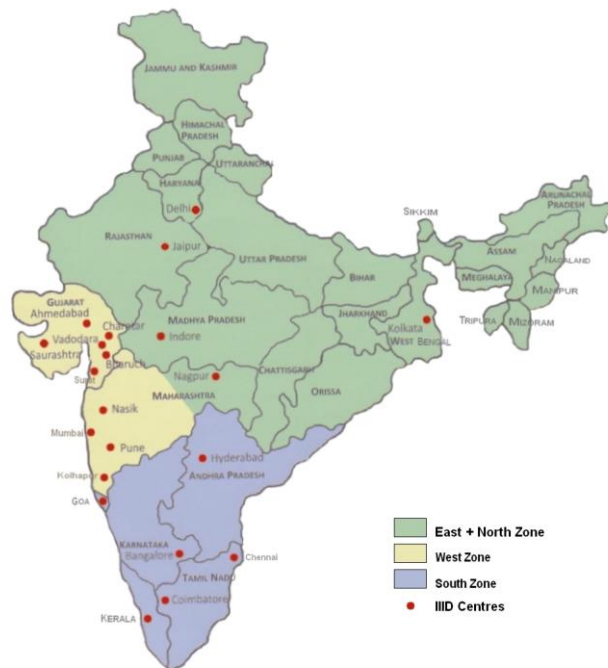 JAMMU AND KASHMIR
HIMACHAL
PRADESH
PUNJAB
UTTARANCHAL
HARYANA
Delhi
ARUNACHAL
PRADESH
SIKKIM
RAJASTHAN
Jaipur
UTTAR PRADESH
ASSAM
NAGALAND
BIHAR
MEGHALAYA
MANIPUR
GUJARAT
Ahmedabad
MADHYA PRADESH
JHARKHAND
TRIPURA
MIZORAM
Charotar
Vadodara
Indore
Kolkata
WEST BENGAL
Saurashtra
Bharuch
CHATTISGARH
Surat
Nagpur
MAHARASHTRA
ORISSA
Nasik
Mumbai
Pune
Hyderabad
Kolhapur
ANDHRA PRADESH
GOA
KARNATAKA
Bangalore
Chennai
TAMIL NADU
Coimbatore
KERALA
East + North Zone
West Zone
South Zone
IIID Centres